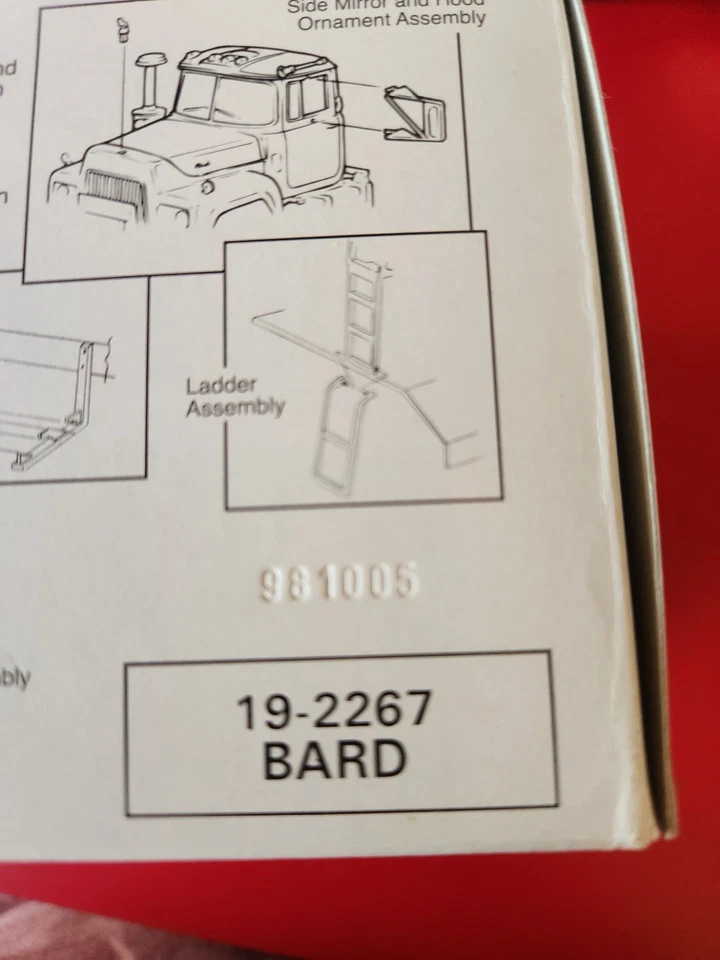 Side Mirror and Hood
Ornament Assembly
Ladder
Assembly
981005
19-2267
BARD